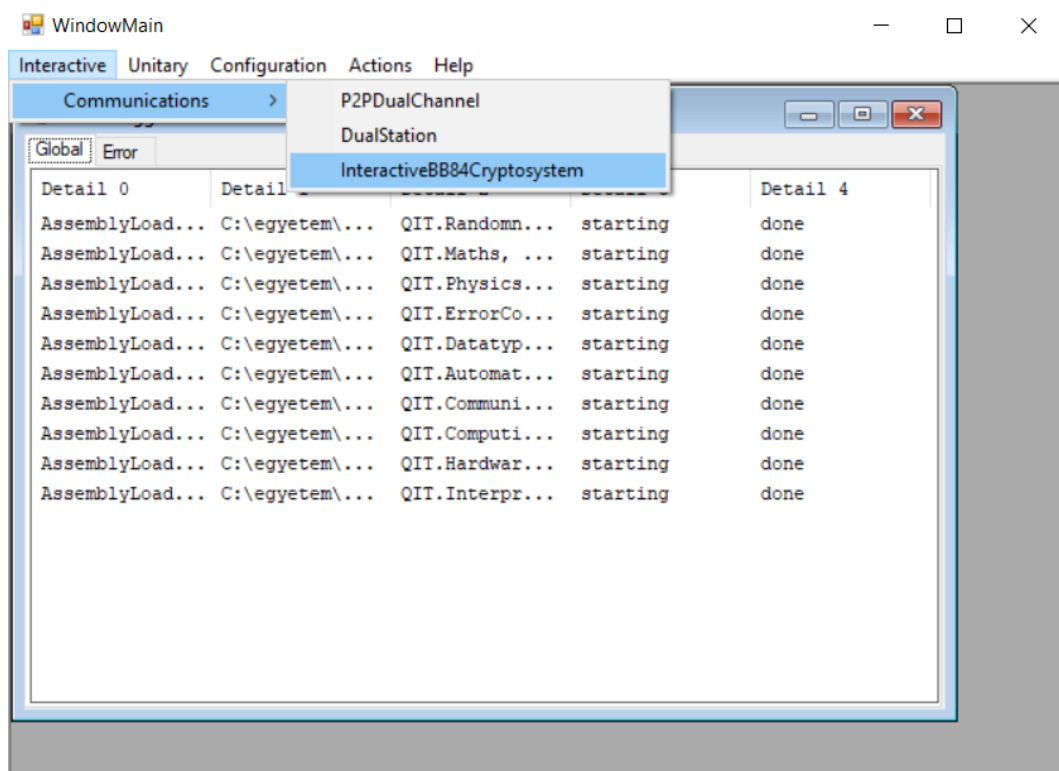 WindowMain
Interactive Unitary Configuration Actions Help
Communications >
P2PDualChannel
DualStation
InteractiveBB84Cryptosystem
Global Error
Detail 0 Detail Detail 4
AssemblyLoad... C:\egyetem\... QIT.Randomn... starting done
AssemblyLoad... C:\egyetem\... QIT.Maths, ... starting done
AssemblyLoad... C:\egyetem\... QIT.Physics... starting done
AssemblyLoad... C:\egyetem\... QIT.ErrorCo... starting done
AssemblyLoad... C:\egyetem\... QIT.Datatyp... starting done
AssemblyLoad... C:\egyetem\... QIT.Automat... starting done
AssemblyLoad... C:\egyetem\... QIT.Communi... starting done
AssemblyLoad... C:\egyetem\... QIT.Computi... starting done
AssemblyLoad... C:\egyetem\... QIT.Hardwar... starting done
AssemblyLoad... C:\egyetem\... QIT.Interpr... starting done